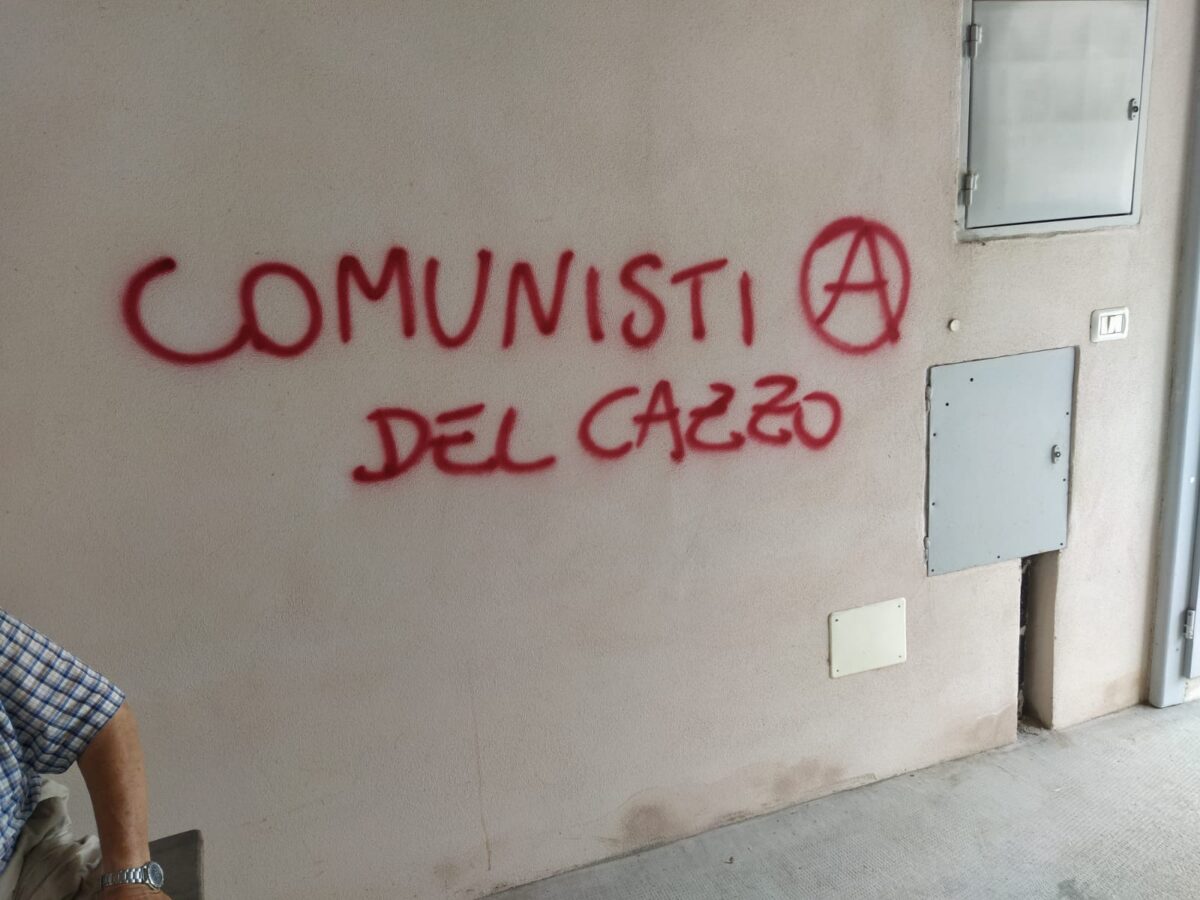 COMUNISTI Ⓐ
DEL CAZZO